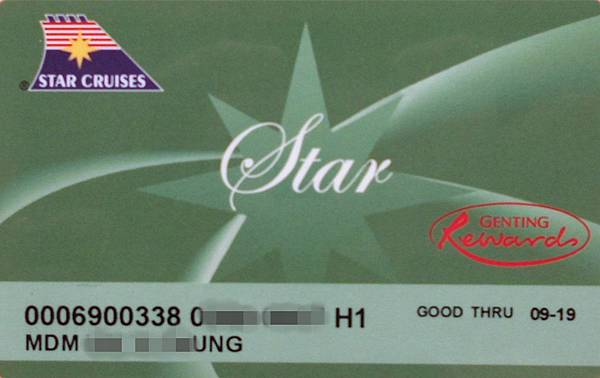 STAR CRUISES
®
Star
GENTING
Rewards
0006900338 0 H1
GOOD THRU 09-19
MDM UNG